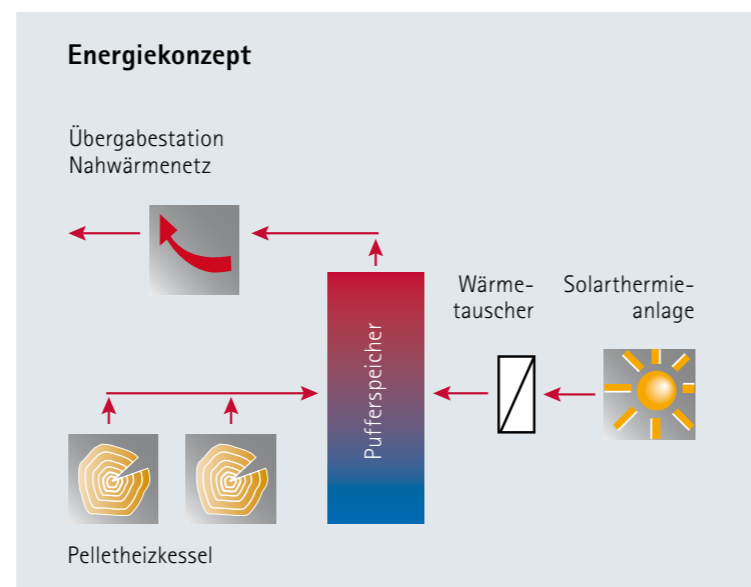 Energiekonzept
Übergabestation
Nahwärmenetz
Wärme-
tauscher
Solarthermie-
anlage
Pufferspeicher
Pelletheizkessel